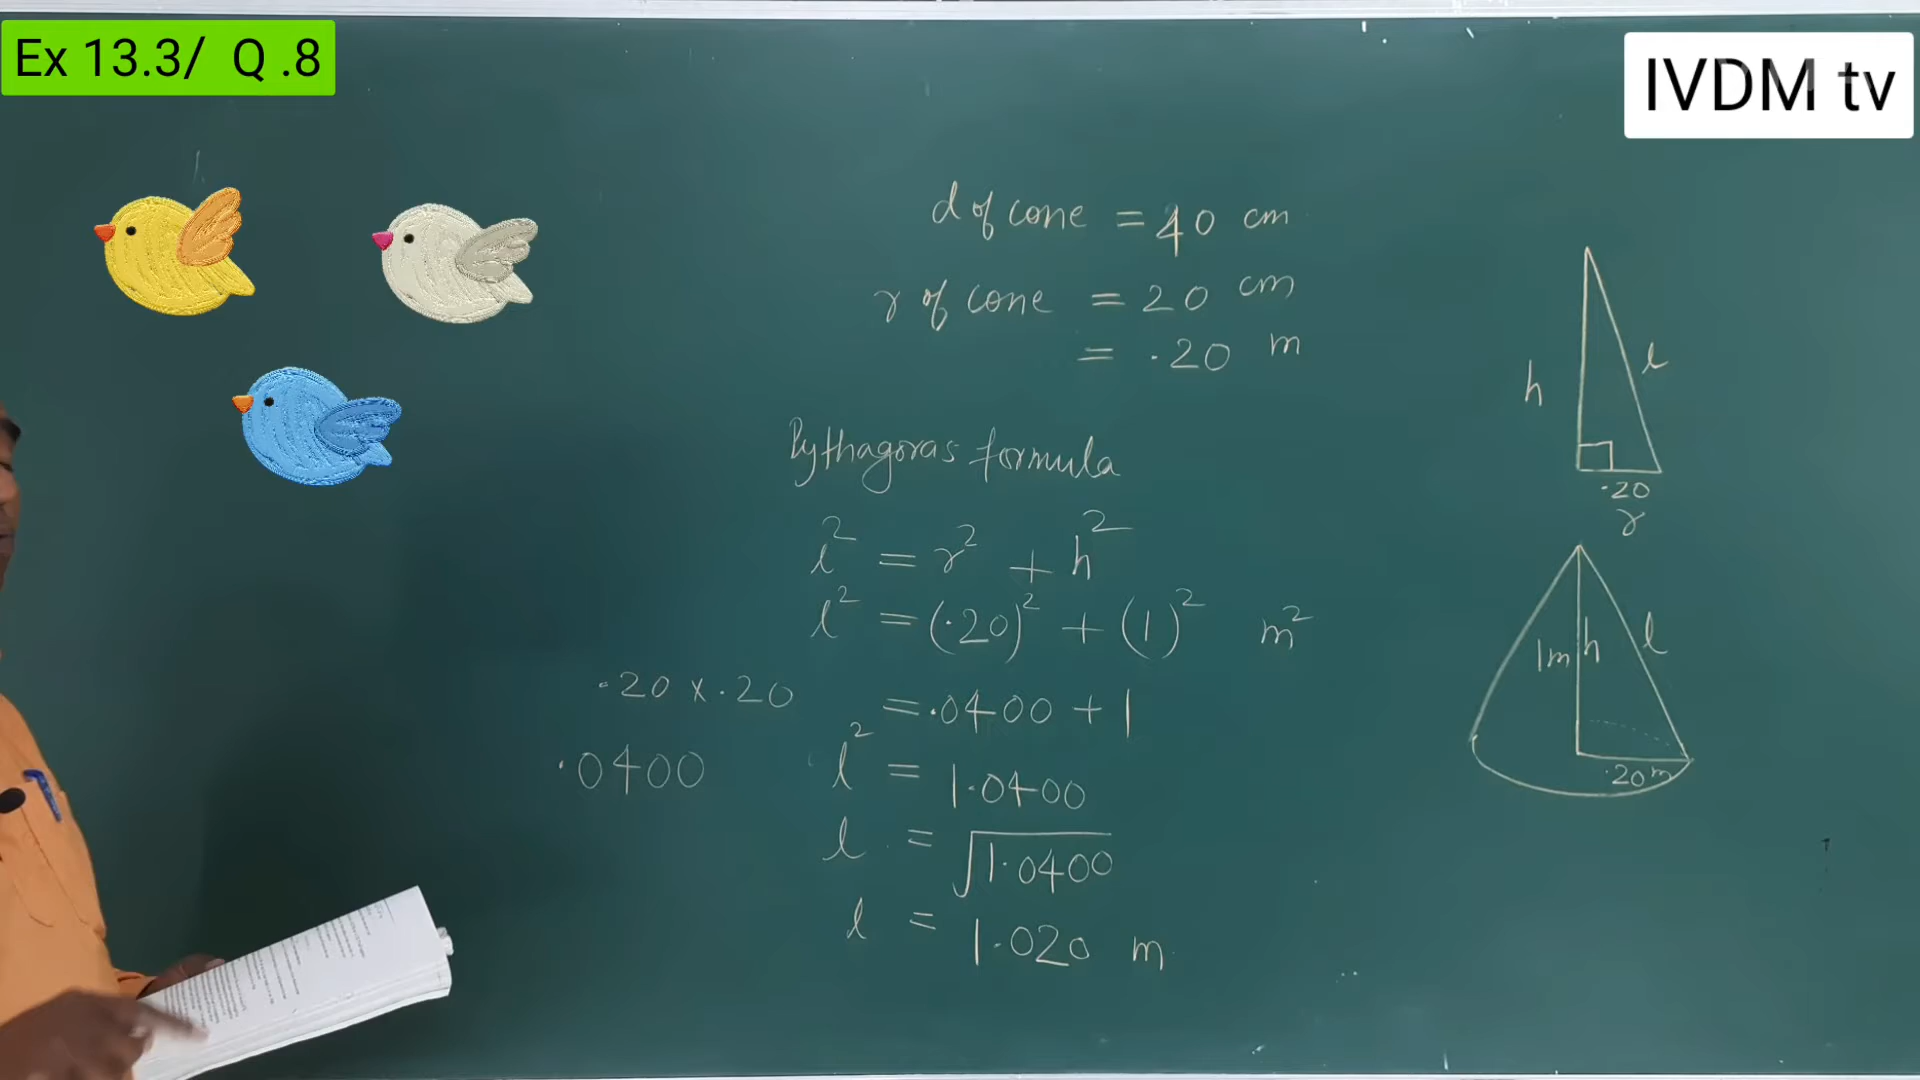 Ex 13.3/ Q .8
IVDM tv
d of cone = 40 cm
r of cone = 20 cm
= .20 m
Pythagoras formula
l² = r² + h²
l² = (.20)² + (1)² m²
.20 x .20
= .0400 + 1
.0400
l² = 1.0400
l = √1.0400
l = 1.020 m
h
l
.20
r
1m
h
l
.20m